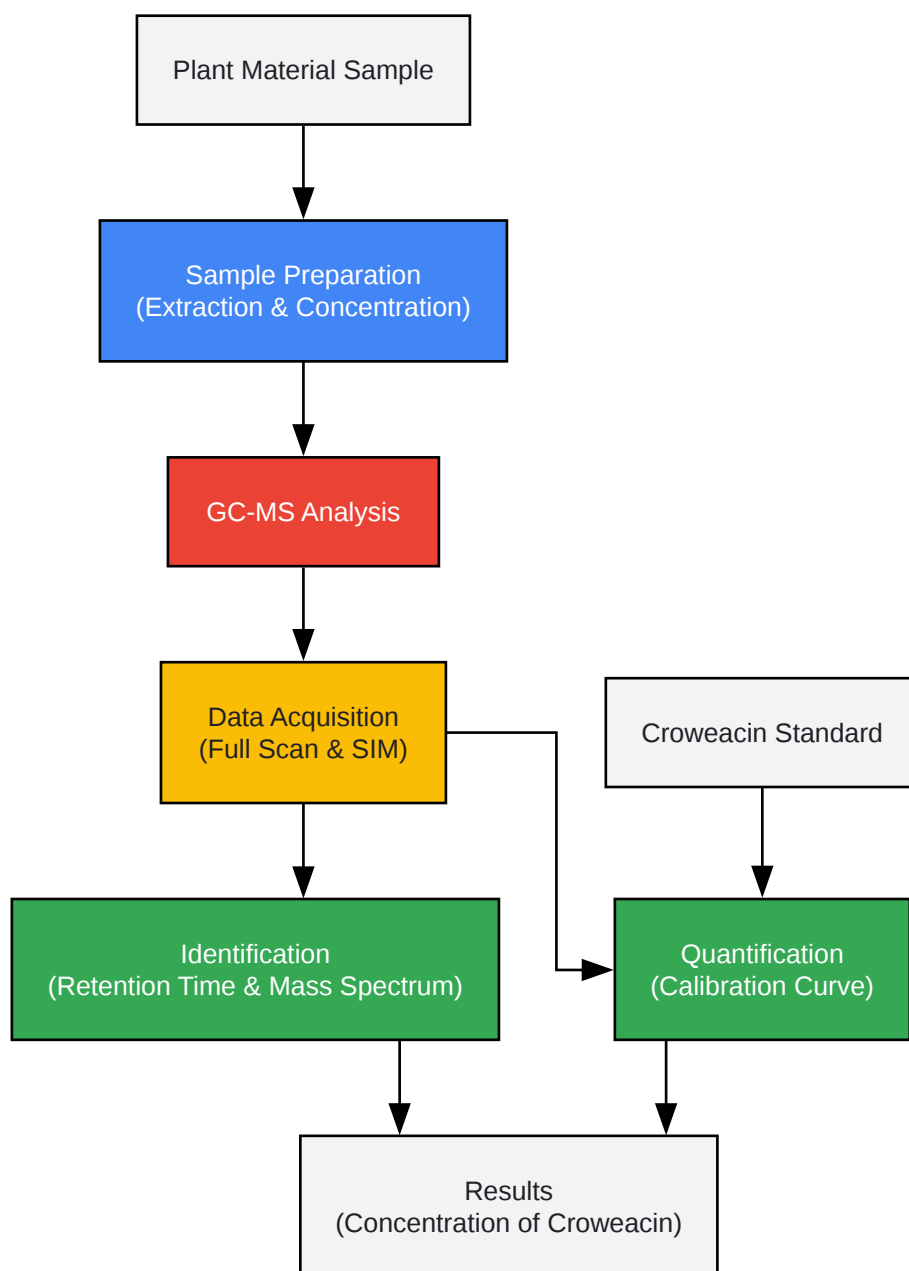 Plant Material Sample
Sample Preparation
(Extraction & Concentration)
GC-MS Analysis
Data Acquisition
(Full Scan & SIM)
Croweacin Standard
Identification
(Retention Time & Mass Spectrum)
Quantification
(Calibration Curve)
Results
(Concentration of Croweacin)